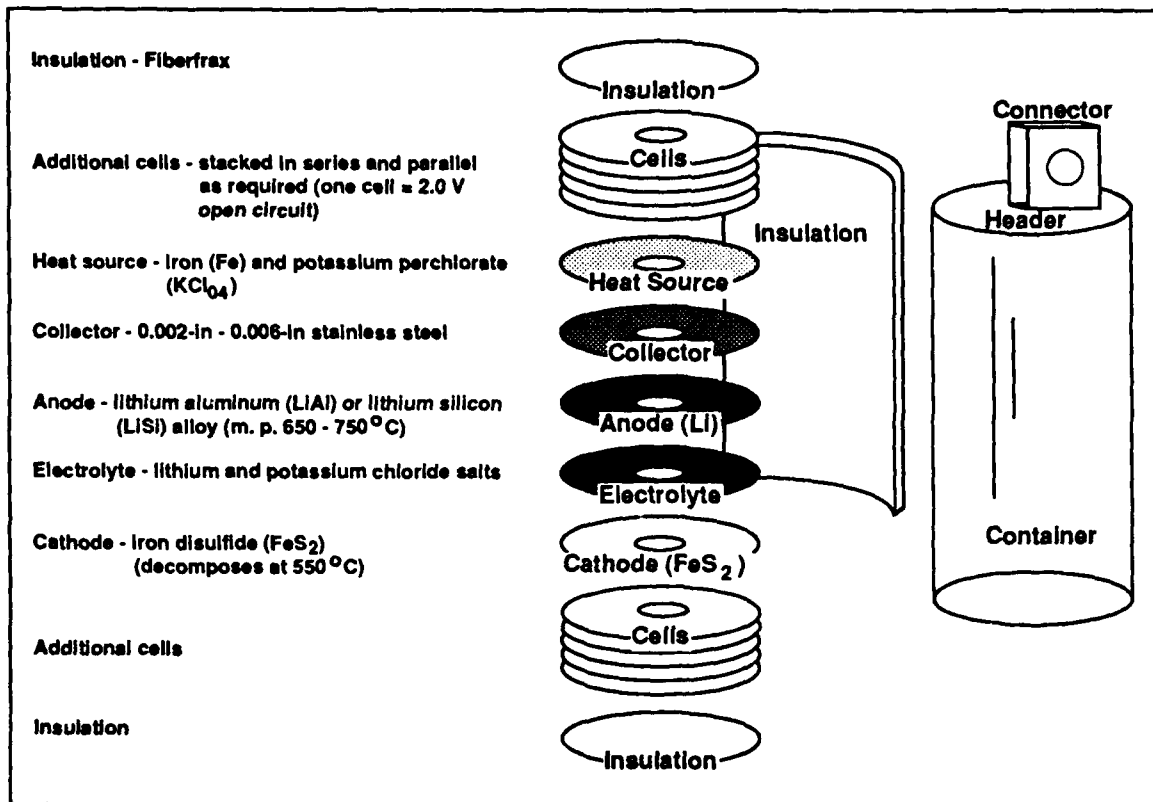 Insulation - Fiberfrax
Additional cells - stacked in series and parallel
as required (one cell = 2.0 V
open circuit)
Heat source - iron (Fe) and potassium perchlorate
(KCl₀₄)
Collector - 0.002-in - 0.006-in stainless steel
Anode - lithium aluminum (LiAl) or lithium silicon
(LiSi) alloy (m. p. 650 - 750°C)
Electrolyte - lithium and potassium chloride salts
Cathode - iron disulfide (FeS₂)
(decomposes at 550°C)
Additional cells
Insulation
Insulation
Cells
Insulation
Heat Source
Collector
Anode (Li)
Electrolyte
Cathode (FeS₂)
Cells
Insulation
Connector
Header
Container